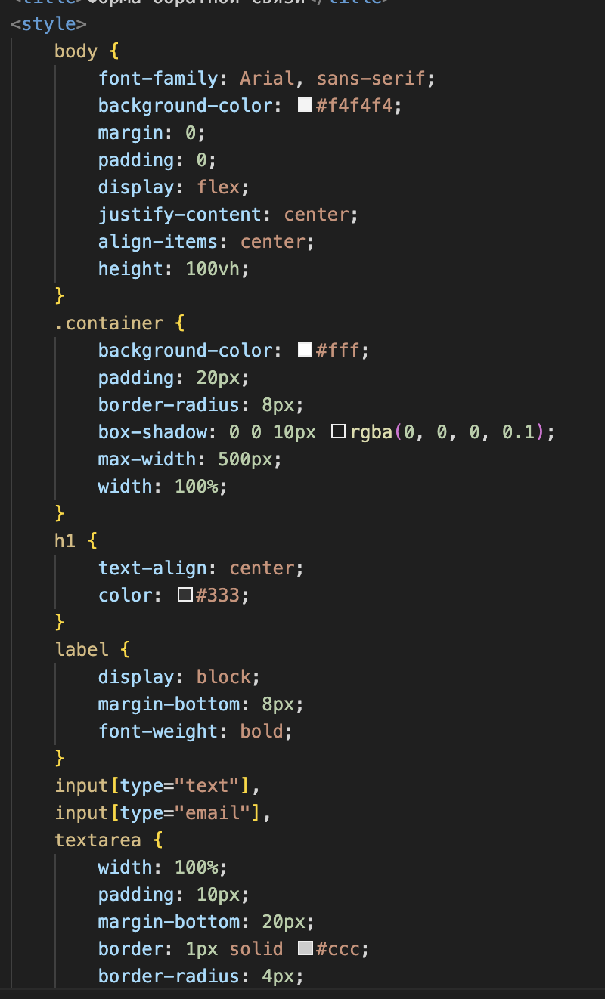 <title>Форма обратной связи</title>
<style>
body {
font-family: Arial, sans-serif;
background-color: #f4f4f4;
margin: 0;
padding: 0;
display: flex;
justify-content: center;
align-items: center;
height: 100vh;
}
.container {
background-color: #fff;
padding: 20px;
border-radius: 8px;
box-shadow: 0 0 10px rgba(0, 0, 0, 0.1);
max-width: 500px;
width: 100%;
}
h1 {
text-align: center;
color: #333;
}
label {
display: block;
margin-bottom: 8px;
font-weight: bold;
}
input[type="text"],
input[type="email"],
textarea {
width: 100%;
padding: 10px;
margin-bottom: 20px;
border: 1px solid #ccc;
border-radius: 4px;